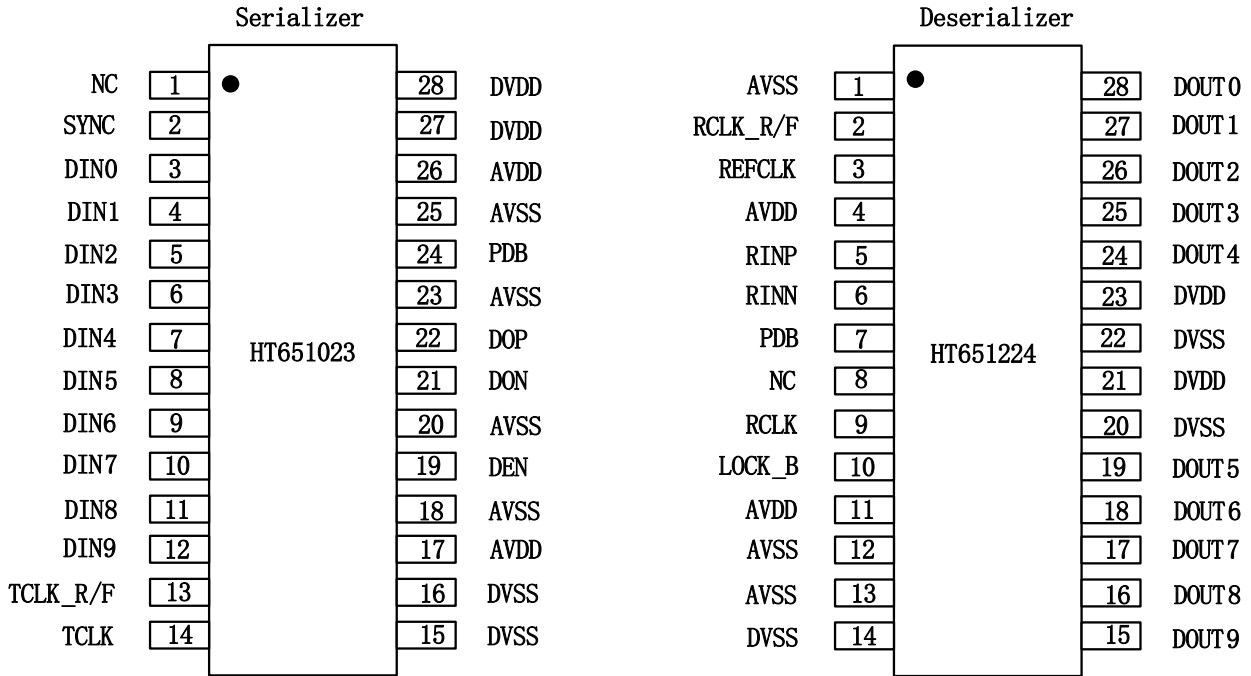 Serializer Deserializer
NC 1 28 DVDD AVSS 1 28 DOUT0
SYNC 2 27 DVDD RCLK_R/F 2 27 DOUT1
DIN0 3 26 AVDD REFCLK 3 26 DOUT2
DIN1 4 25 AVSS AVDD 4 25 DOUT3
DIN2 5 24 PDB RINP 5 24 DOUT4
DIN3 6 23 AVSS RINN 6 23 DVDD
DIN4 7 22 DOP PDB 7 22 DVSS
HT651023 HT651224
DIN5 8 21 DON NC 8 21 DVDD
DIN6 9 20 AVSS RCLK 9 20 DVSS
DIN7 10 19 DEN LOCK_B 10 19 DOUT5
DIN8 11 18 AVSS AVDD 11 18 DOUT6
DIN9 12 17 AVDD AVSS 12 17 DOUT7
TCLK_R/F 13 16 DVSS AVSS 13 16 DOUT8
TCLK 14 15 DVSS DVSS 14 15 DOUT9